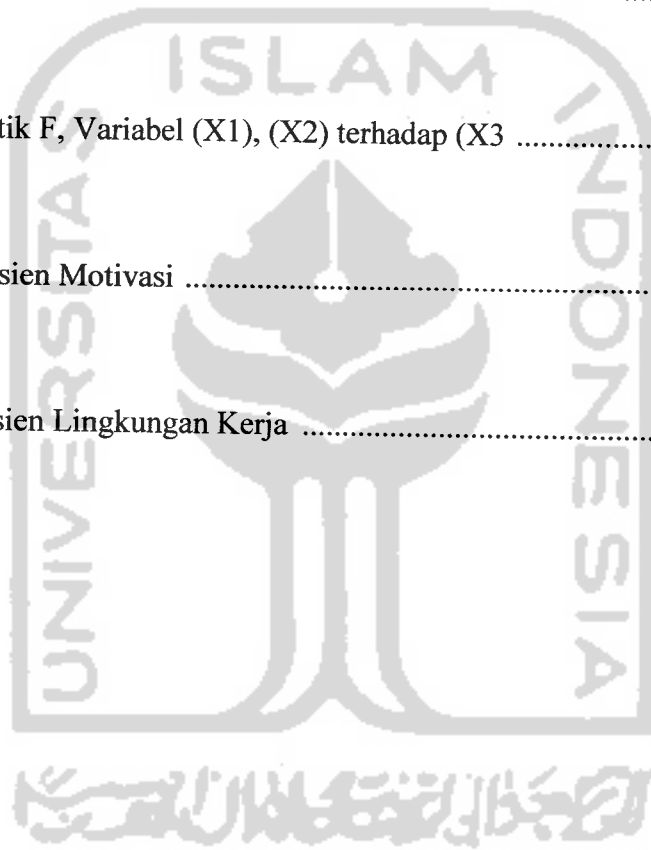 ISLAM
UNIVERSITAS
INDONESIA
tik F, Variabel (X1), (X2) terhadap (X3 ..................
sien Motivasi ...............................................................
sien Lingkungan Kerja ...............................................